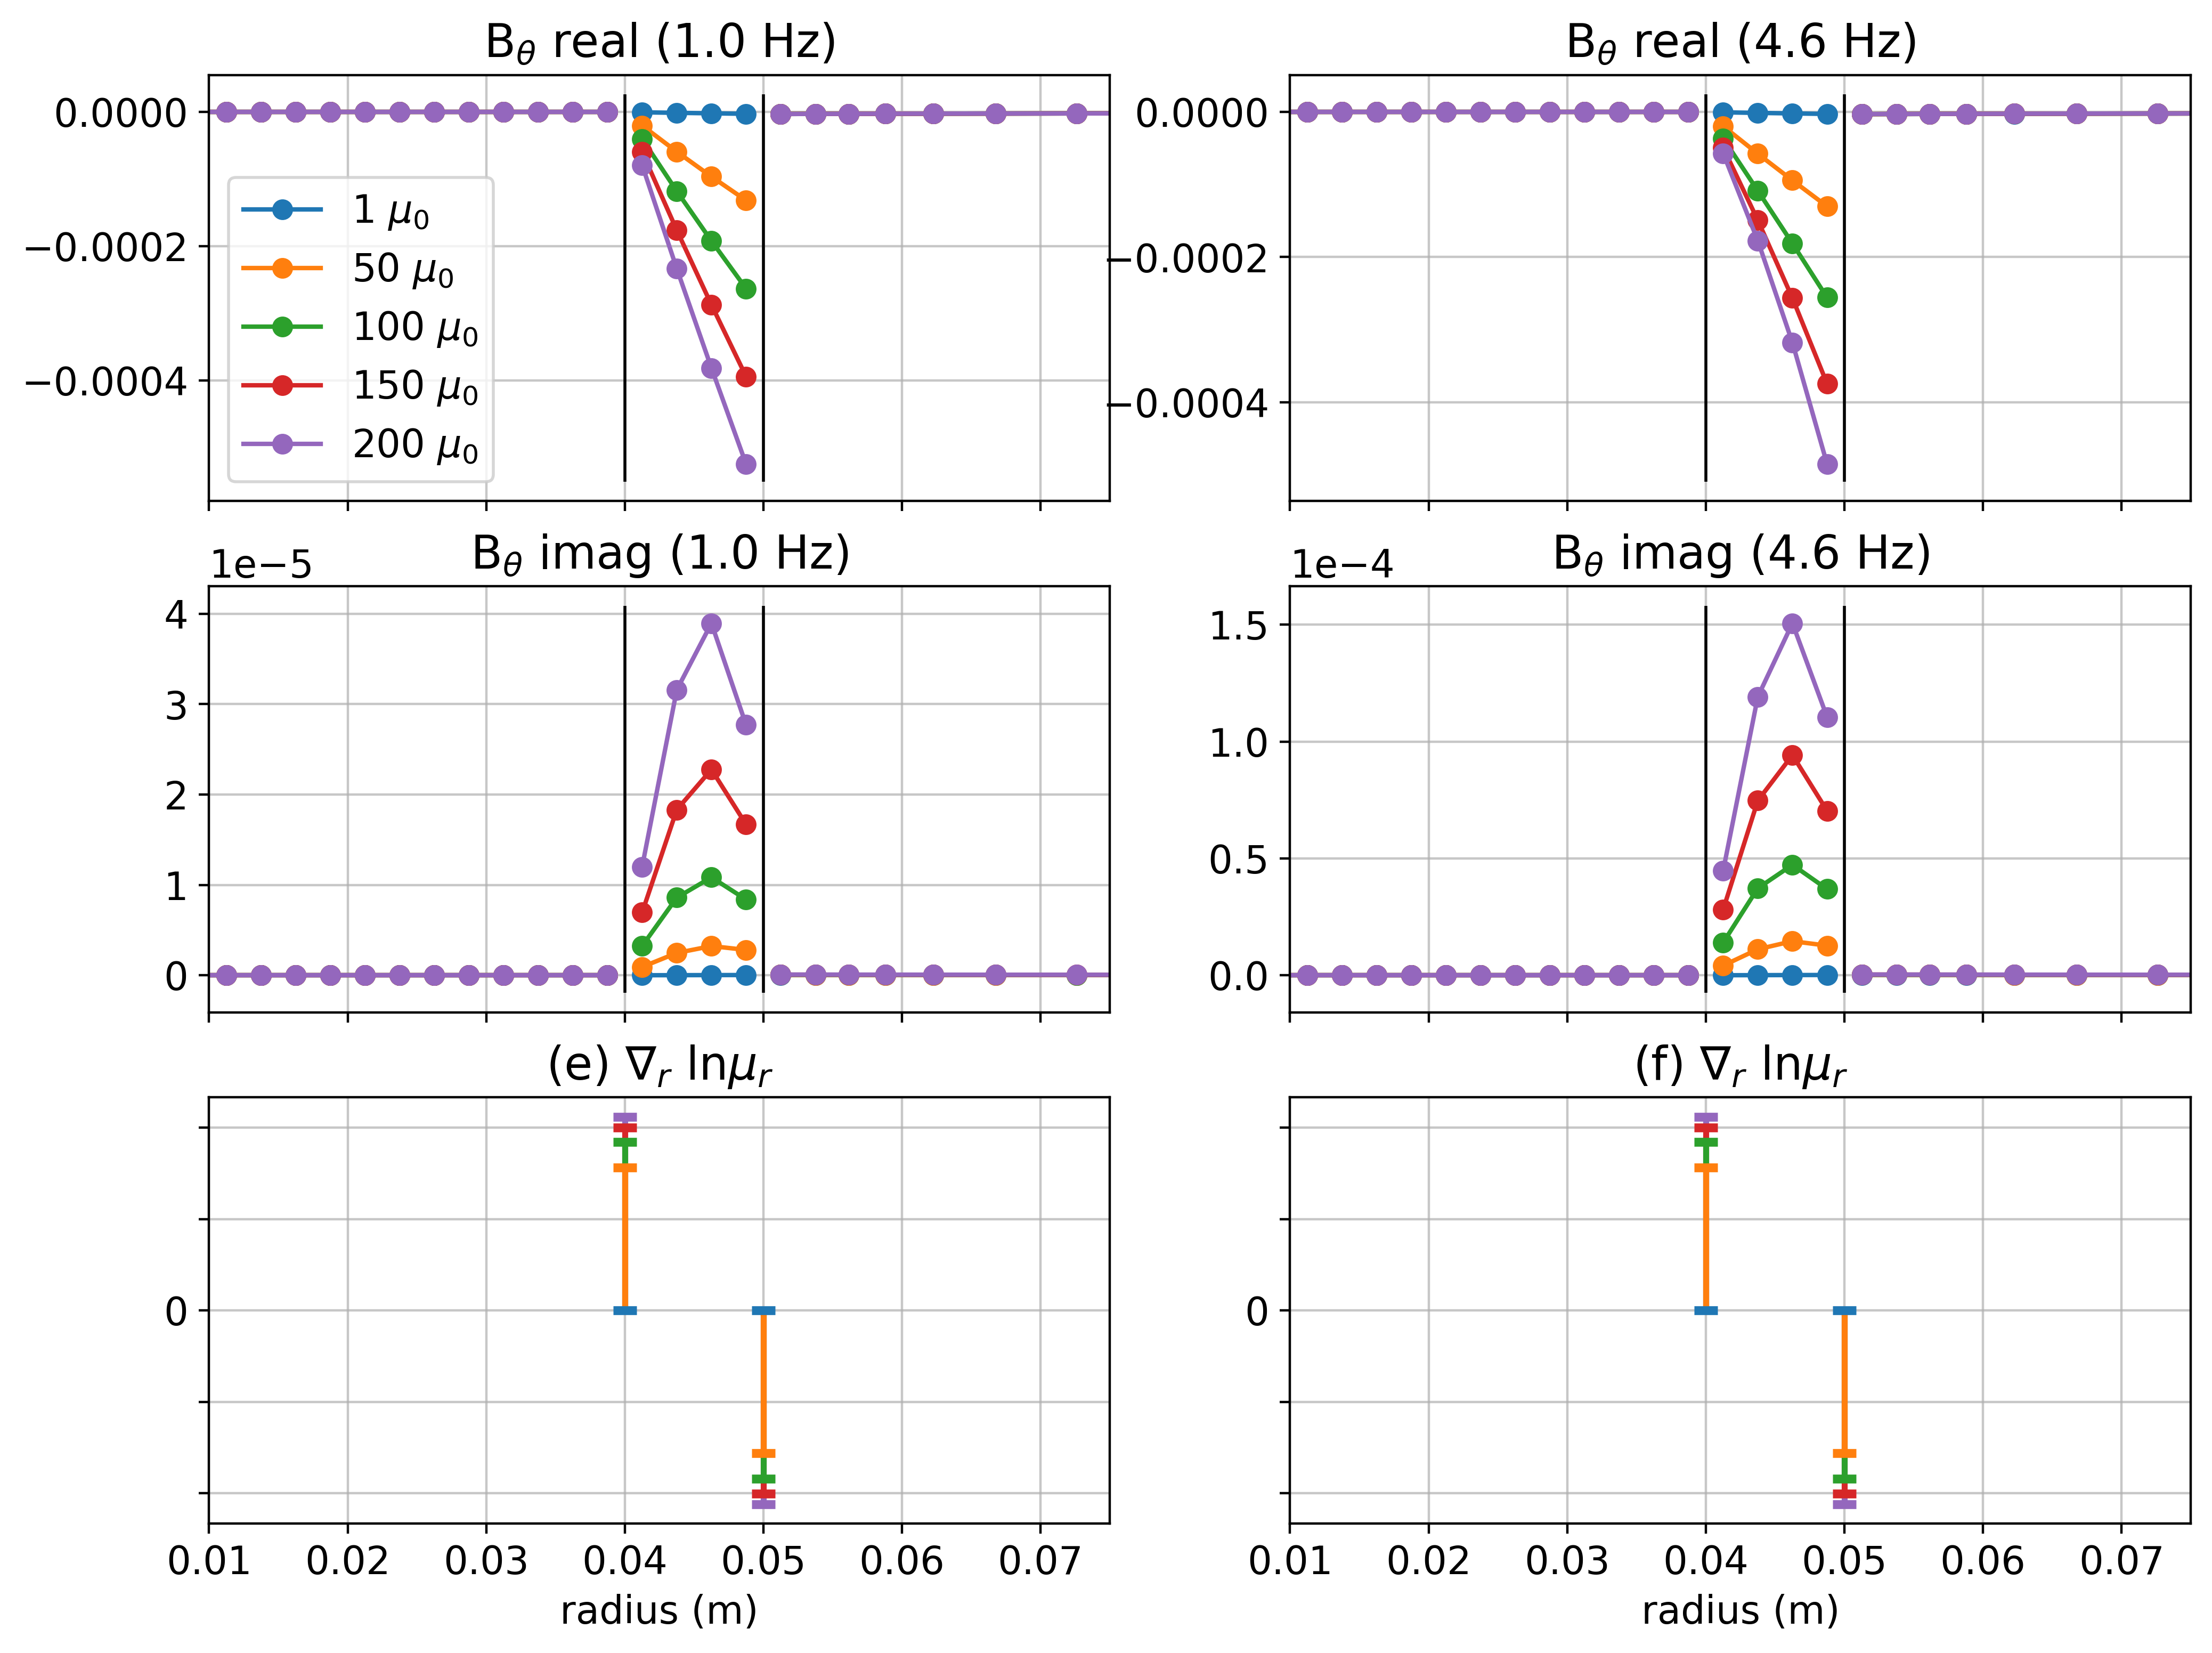 B_θ real (1.0 Hz)
0.0000
−0.0002
−0.0004
1 μ₀
50 μ₀
100 μ₀
150 μ₀
200 μ₀
B_θ real (4.6 Hz)
0.0000
−0.0002
−0.0004
B_θ imag (1.0 Hz)
1e−5
4
3
2
1
0
B_θ imag (4.6 Hz)
1e−4
1.5
1.0
0.5
0.0
(e) ∇_r lnμ_r
0
0.01 0.02 0.03 0.04 0.05 0.06 0.07
radius (m)
(f) ∇_r lnμ_r
0
0.01 0.02 0.03 0.04 0.05 0.06 0.07
radius (m)